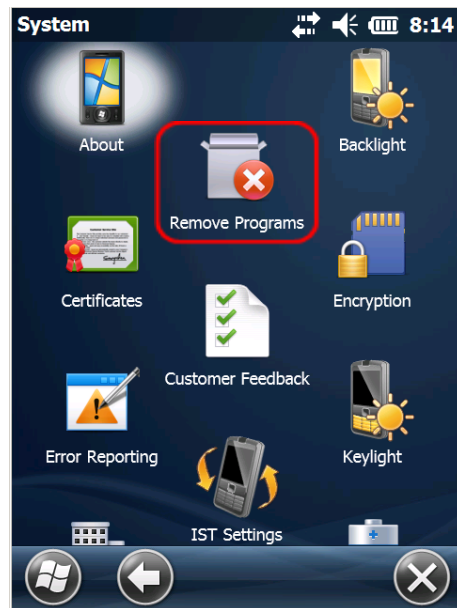 System 8:14
About
Backlight
Remove Programs
Certificates
Encryption
Customer Feedback
Error Reporting
Keylight
IST Settings